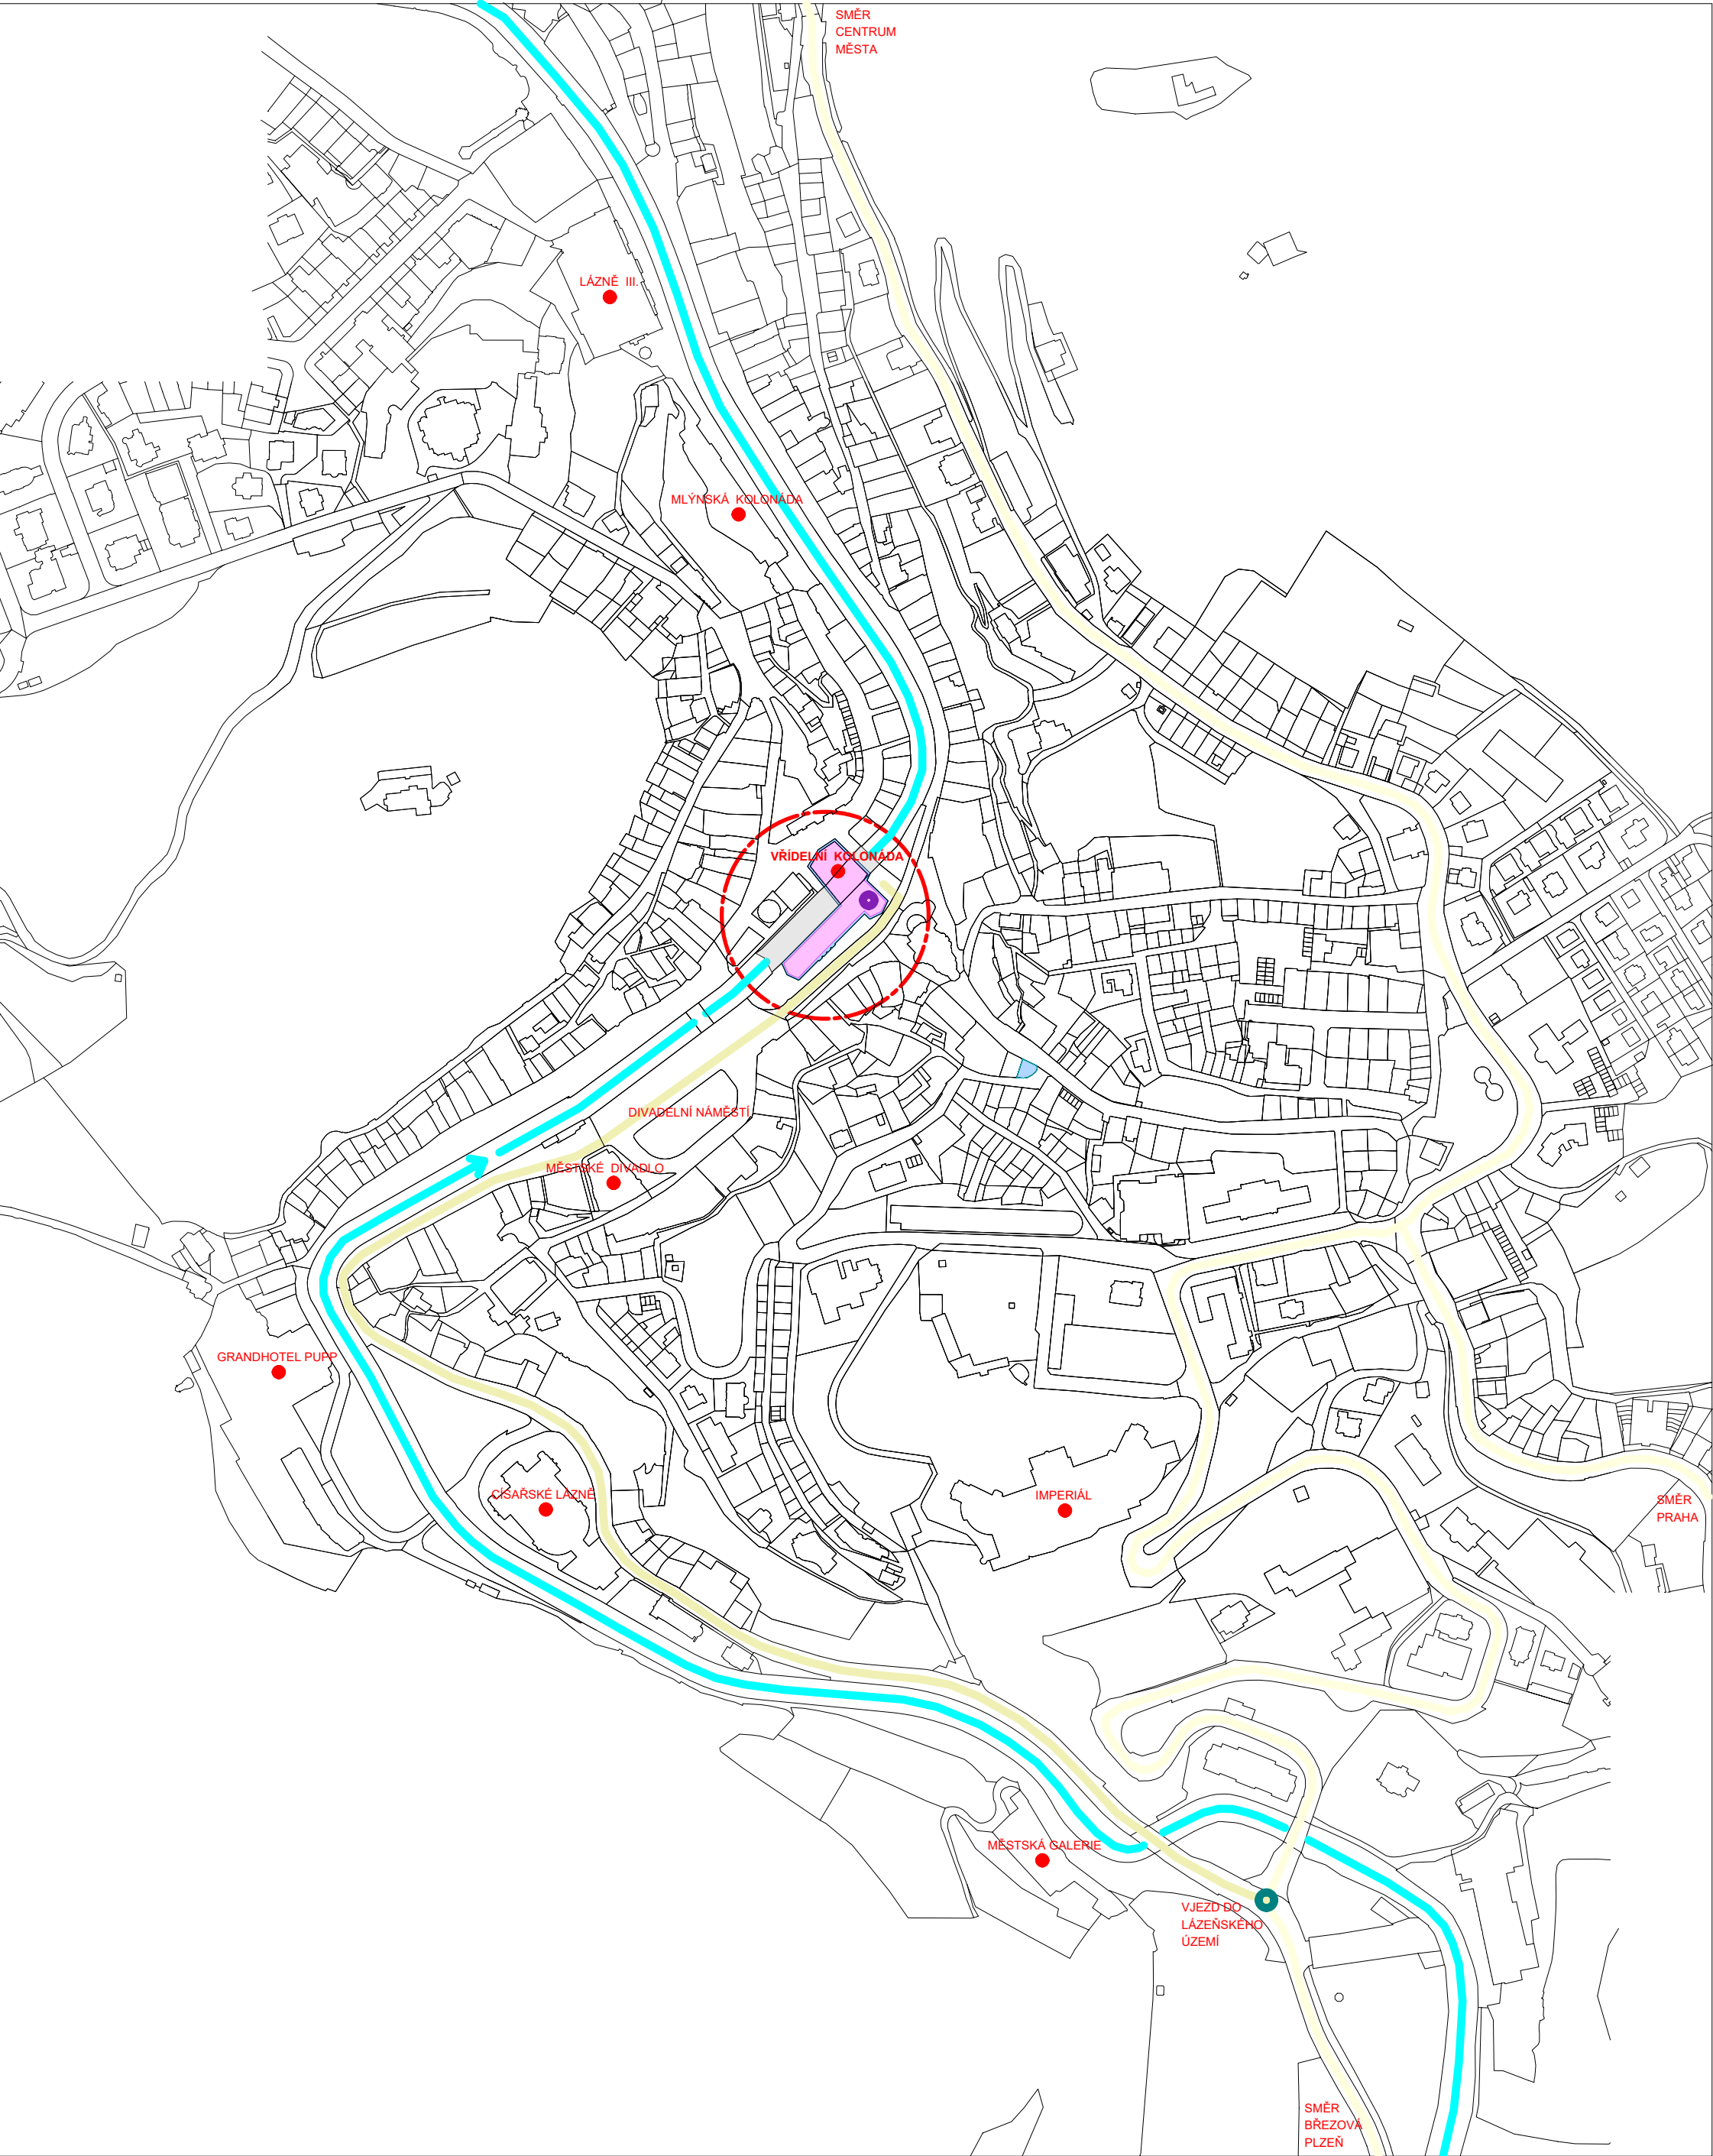 SMĚR
CENTRUM
MĚSTA
LÁZNĚ III.
MLÝNSKÁ KOLONÁDA
VŘÍDELNÍ KOLONÁDA
DIVADELNÍ NÁMĚSTÍ
MĚSTSKÉ DIVADLO
GRANDHOTEL PUPP
CÍSAŘSKÉ LÁZNĚ
IMPERIÁL
SMĚR
PRAHA
MĚSTSKÁ GALERIE
VJEZD DO
LÁZEŇSKÉHO
ÚZEMÍ
SMĚR
BŘEZOVÁ
PLZEŇ